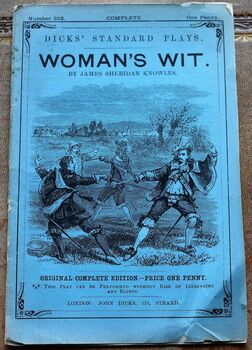 Number 302. COMPLETE One Penny.
DICKS' STANDARD PLAYS.
WOMAN'S WIT.
BY JAMES SHERIDAN KNOWLES.
ORIGINAL COMPLETE EDITION.—PRICE ONE PENNY.
*** This Play can be Performed without Risk of Infringing
any Rights.
LONDON: JOHN DICKS, 313, STRAND.